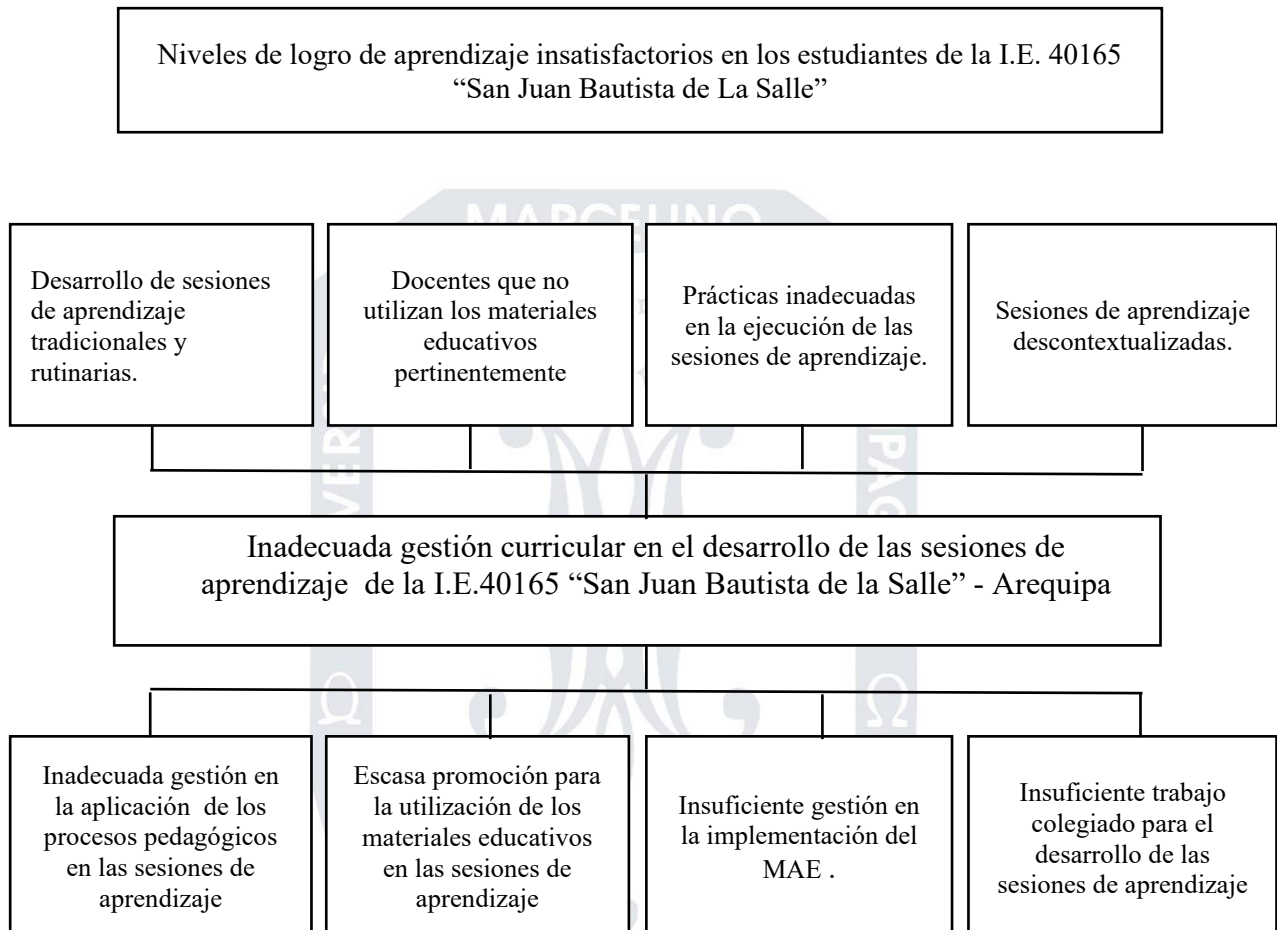 Niveles de logro de aprendizaje insatisfactorios en los estudiantes de la I.E. 40165
“San Juan Bautista de La Salle”
MARCELINO
Desarrollo de sesiones
de aprendizaje
tradicionales y
rutinarias.
Docentes que no
utilizan los materiales
educativos
pertinentemente
Prácticas inadecuadas
en la ejecución de las
sesiones de aprendizaje.
Sesiones de aprendizaje
descontextualizadas.
Inadecuada gestión curricular en el desarrollo de las sesiones de
aprendizaje de la I.E.40165 “San Juan Bautista de la Salle” - Arequipa
Inadecuada gestión en
la aplicación de los
procesos pedagógicos
en las sesiones de
aprendizaje
Escasa promoción para
la utilización de los
materiales educativos
en las sesiones de
aprendizaje
Insuficiente gestión en
la implementación del
MAE .
Insuficiente trabajo
colegiado para el
desarrollo de las
sesiones de aprendizaje